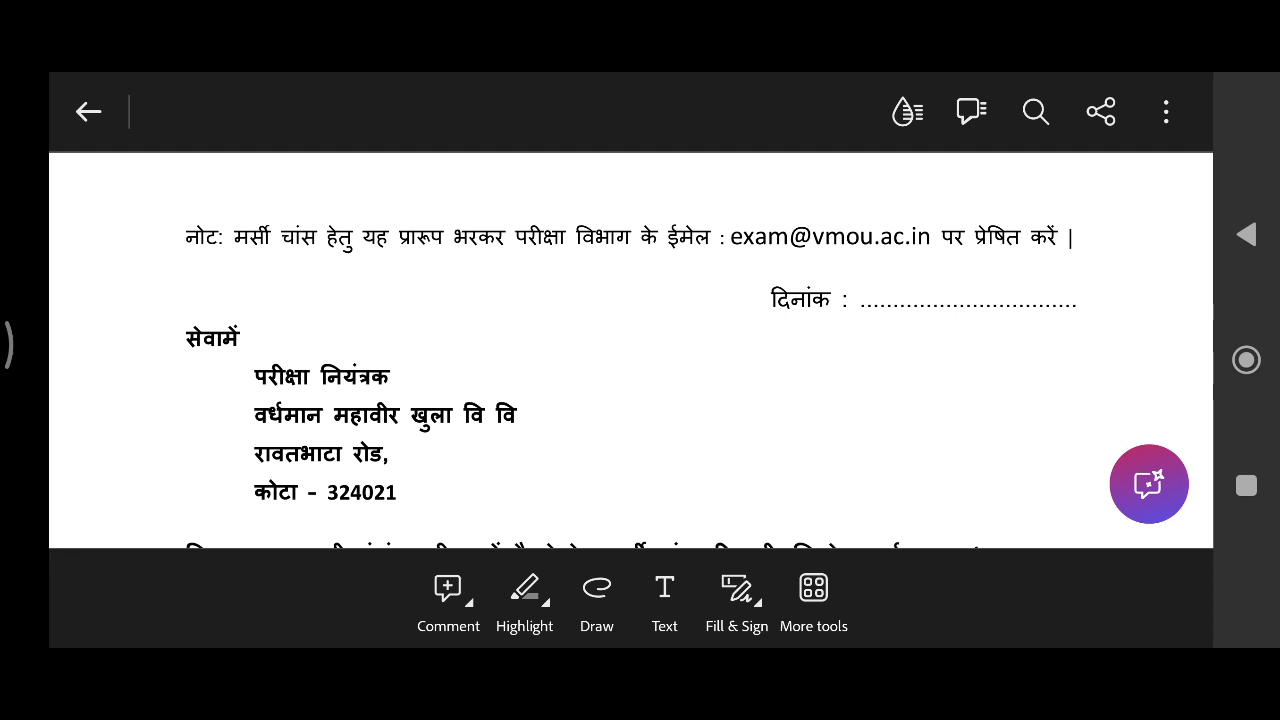 नोट: मर्सी चांस हेतु यह प्रारूप भरकर परीक्षा विभाग के ईमेल : exam@vmou.ac.in पर प्रेषित करें |
दिनांक : .................................
सेवामें
परीक्षा नियंत्रक
वर्धमान महावीर खुला वि वि
रावतभाटा रोड,
कोटा - 324021
Comment Highlight Draw Text Fill & Sign More tools